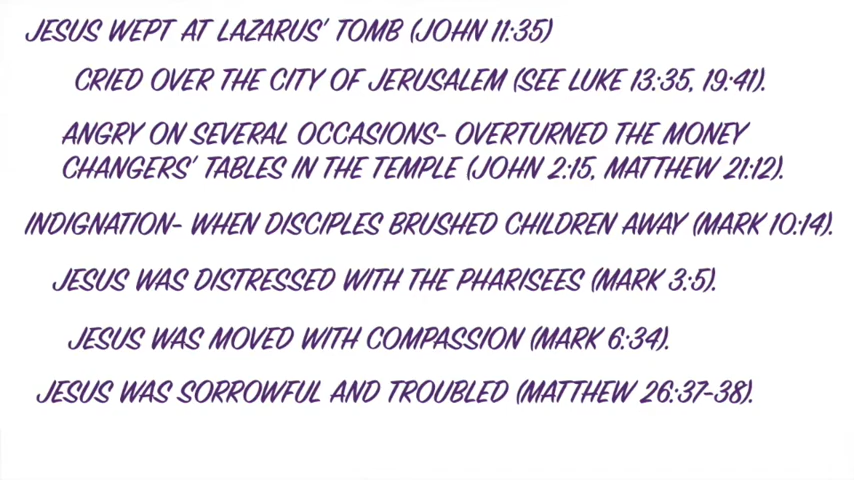 JESUS WEPT AT LAZARUS' TOMB (JOHN 11:35)
CRIED OVER THE CITY OF JERUSALEM (SEE LUKE 13:35, 19:41).
ANGRY ON SEVERAL OCCASIONS- OVERTURNED THE MONEY
CHANGERS' TABLES IN THE TEMPLE (JOHN 2:15, MATTHEW 21:12).
INDIGNATION- WHEN DISCIPLES BRUSHED CHILDREN AWAY (MARK 10:14).
JESUS WAS DISTRESSED WITH THE PHARISEES (MARK 3:5).
JESUS WAS MOVED WITH COMPASSION (MARK 6:34).
JESUS WAS SORROWFUL AND TROUBLED (MATTHEW 26:37-38).